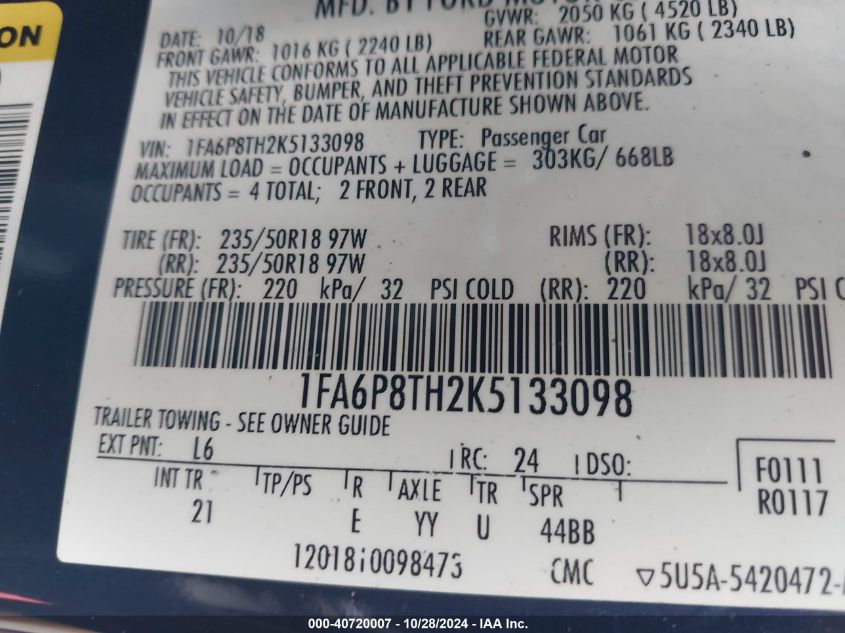 ON
MFD. BY FORD MOTOR
DATE: 10/18 GVWR: 2050 KG ( 4520 LB)
FRONT GAWR: 1016 KG ( 2240 LB) REAR GAWR: 1061 KG ( 2340 LB)
THIS VEHICLE CONFORMS TO ALL APPLICABLE FEDERAL MOTOR
VEHICLE SAFETY, BUMPER, AND THEFT PREVENTION STANDARDS
IN EFFECT ON THE DATE OF MANUFACTURE SHOWN ABOVE.
VIN: 1FA6P8TH2K5133098 TYPE: Passenger Car
MAXIMUM LOAD = OCCUPANTS + LUGGAGE = 303KG/ 668LB
OCCUPANTS = 4 TOTAL; 2 FRONT, 2 REAR
TIRE (FR): 235/50R18 97W RIMS (FR): 18x8.0J
(RR): 235/50R18 97W (RR): 18x8.0J
PRESSURE (FR): 220 kPa/ 32 PSI COLD (RR): 220 kPa/ 32 PSI C
1FA6P8TH2K5133098
TRAILER TOWING - SEE OWNER GUIDE
EXT PNT: L6 RC: 24 DSO:
F0111
INT TR TP/PS R AXLE TR SPR
R0117
21 E YY U 44BB
12018i0098473 CMC ▽5U5A-5420472-
000-40720007 - 10/28/2024 - IAA Inc.